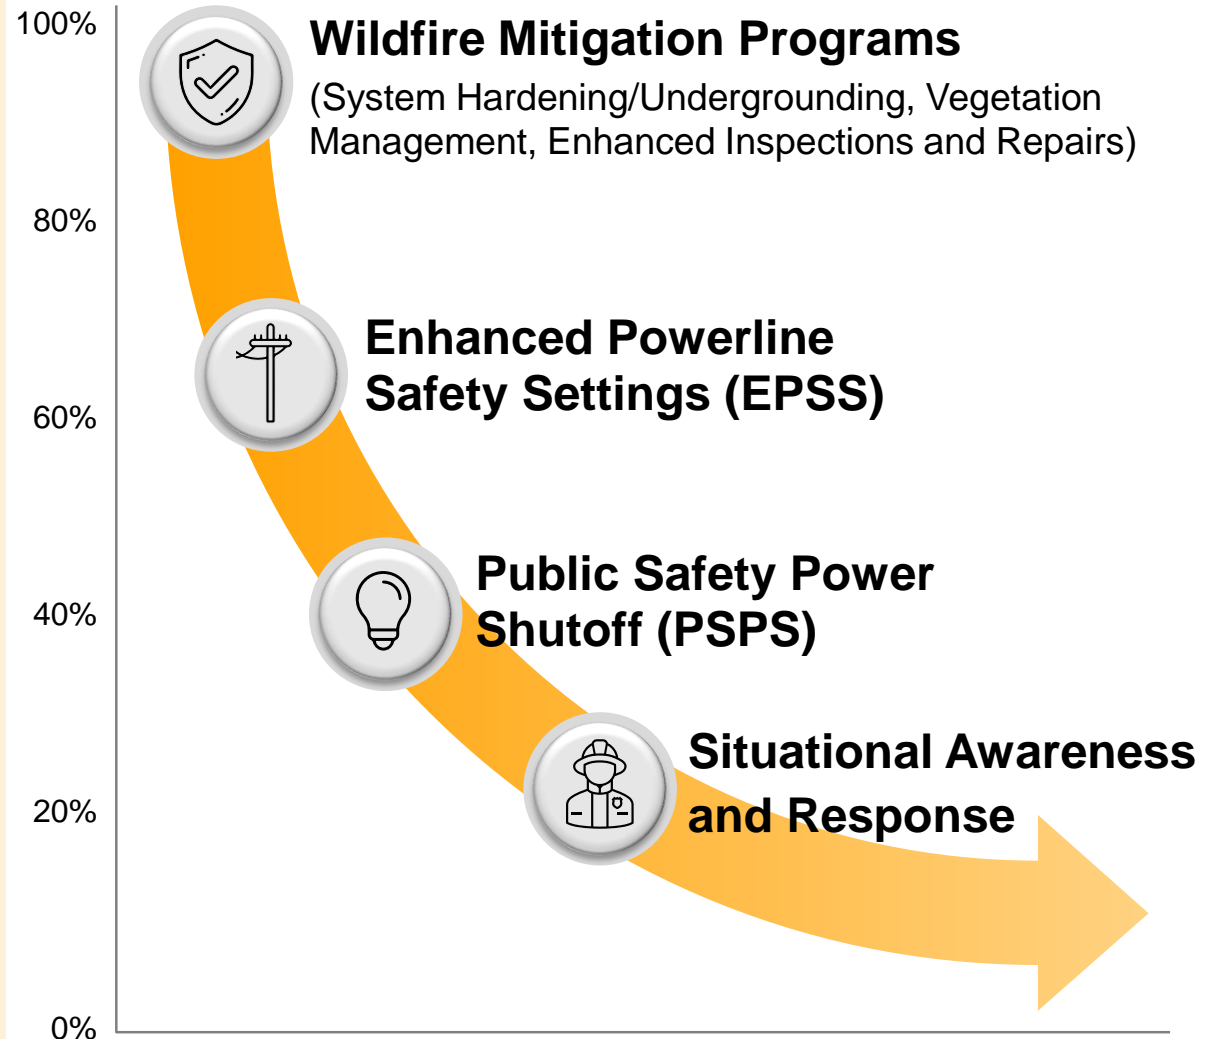 100%
Wildfire Mitigation Programs
(System Hardening/Undergrounding, Vegetation
Management, Enhanced Inspections and Repairs)
80%
Enhanced Powerline
Safety Settings (EPSS)
60%
Public Safety Power
Shutoff (PSPS)
40%
Situational Awareness
and Response
20%
0%